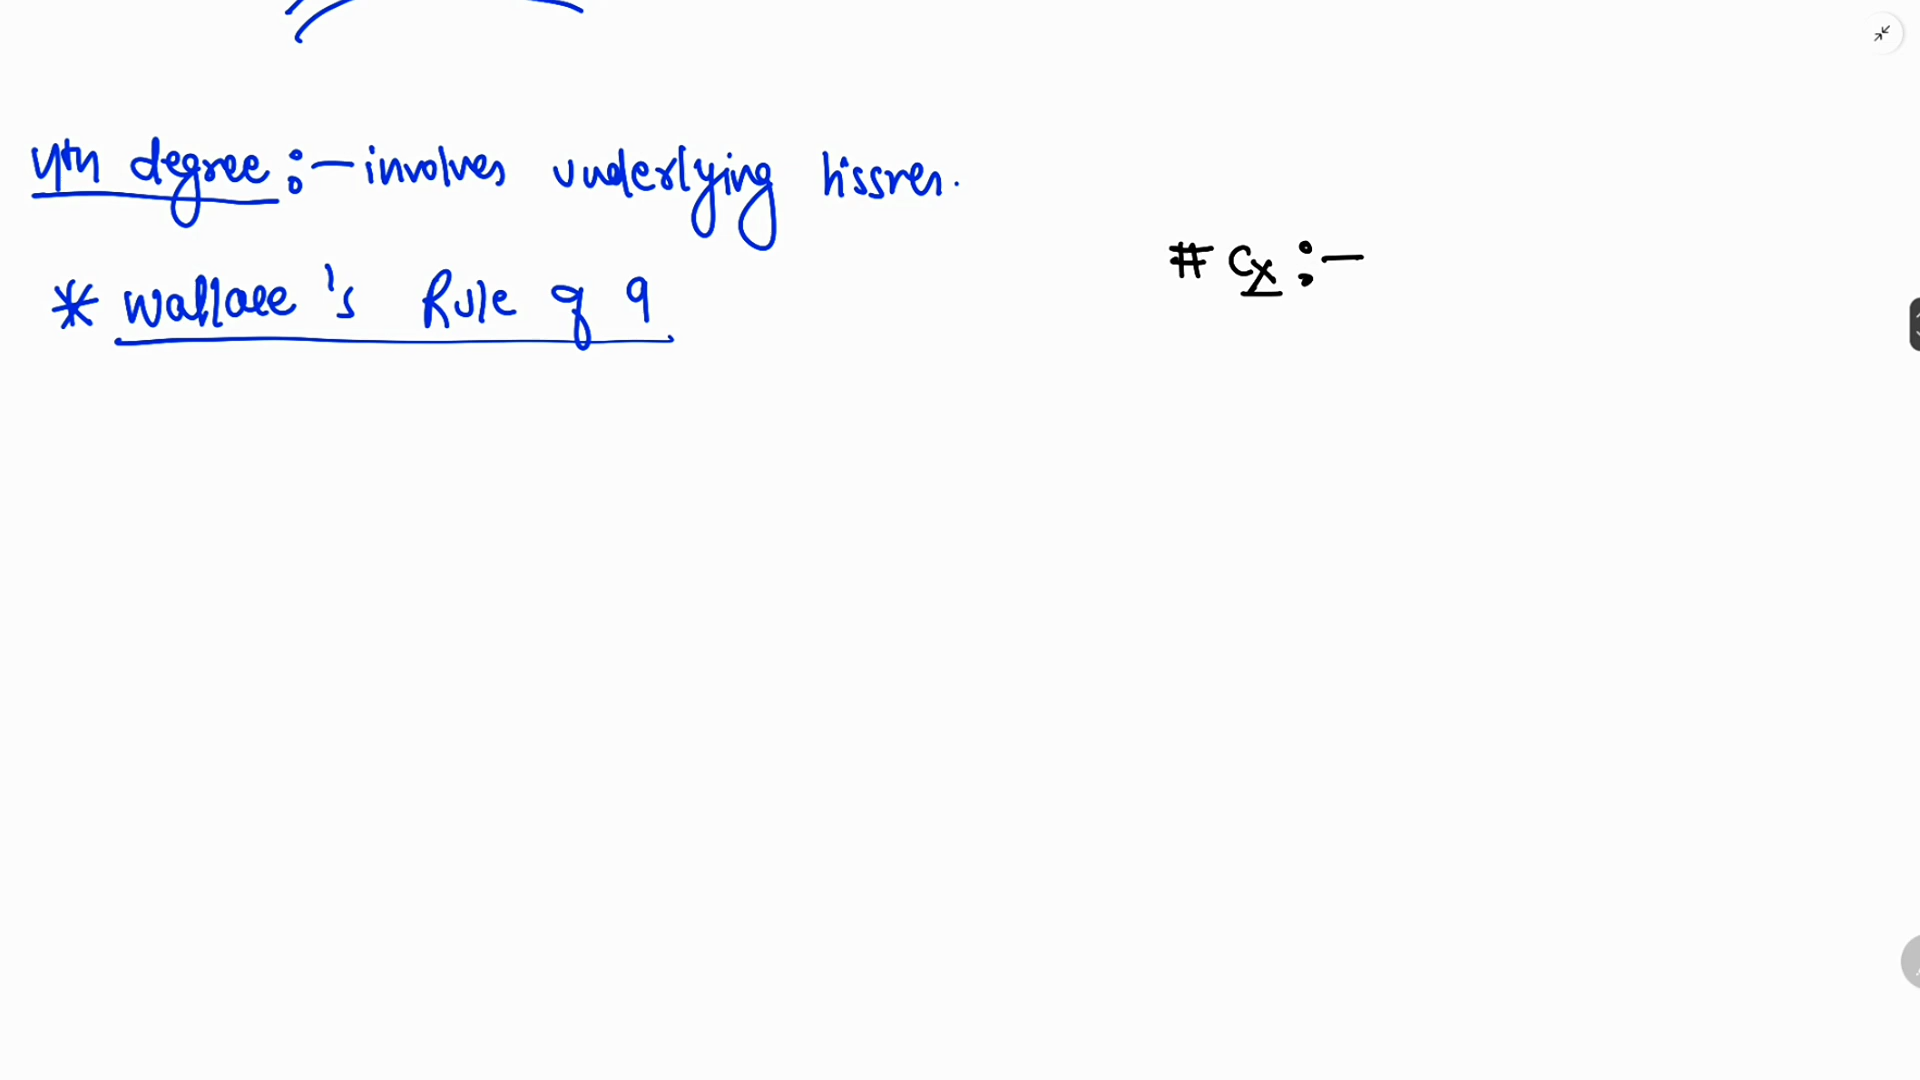 4th degree :- involves underlying tissues.
* Wallace's Rule of 9
# Cx :-